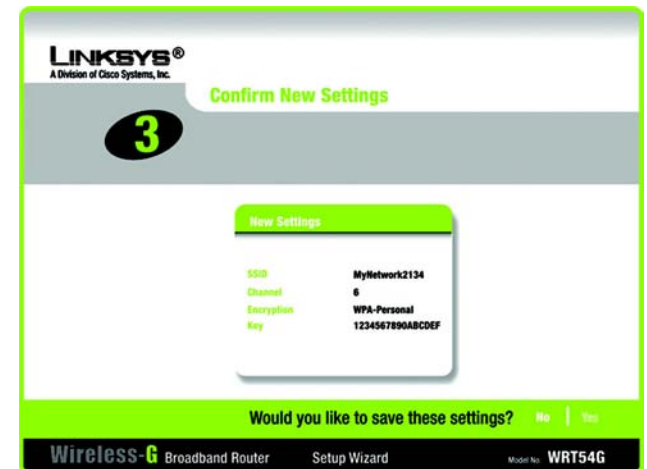 LINKSYS®
A Division of Cisco Systems, Inc.
Confirm New Settings
3
New Settings
SSID MyNetwork2134
Channel 6
Encryption WPA-Personal
Key 1234567890ABCDEF
Would you like to save these settings? No | Yes
Wireless-G Broadband Router Setup Wizard Model No. WRT54G